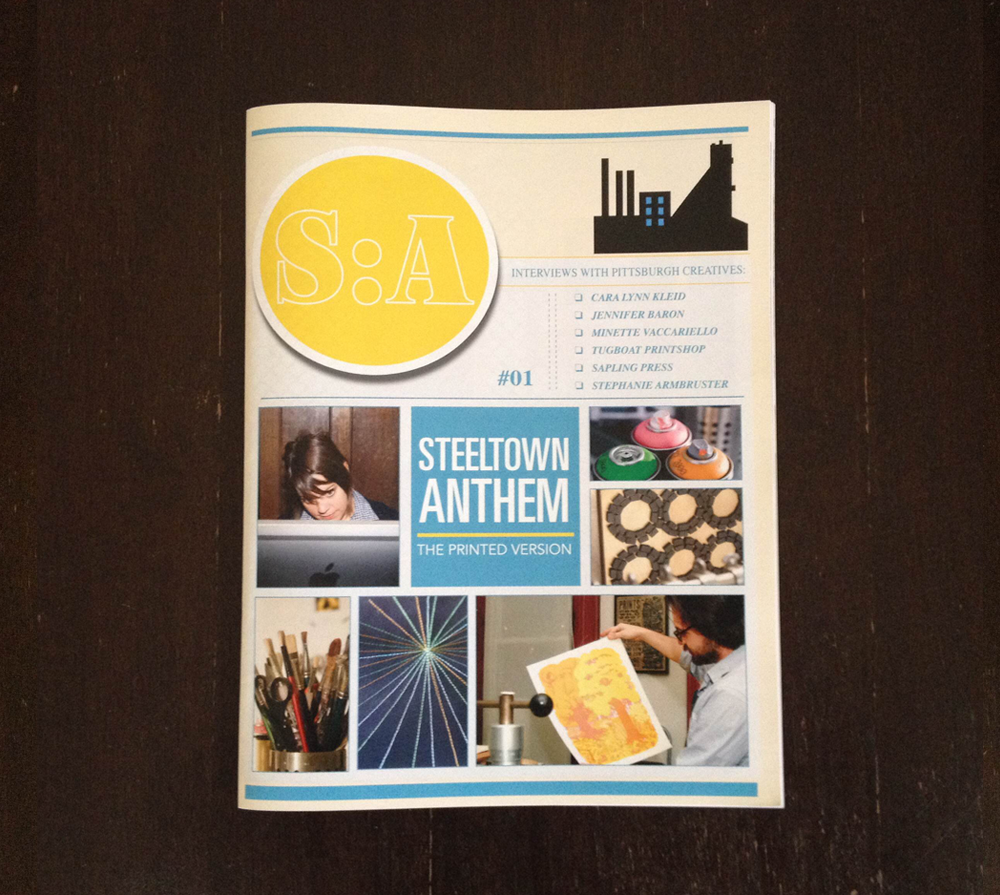 S:A
INTERVIEWS WITH PITTSBURGH CREATIVES:
CARA LYNN KLEID
JENNIFER BARON
MINETTE VACCARIELLO
TUGBOAT PRINTSHOP
SAPLING PRESS
STEPHANIE ARMBRUSTER
#01
STEELTOWN
ANTHEM
THE PRINTED VERSION